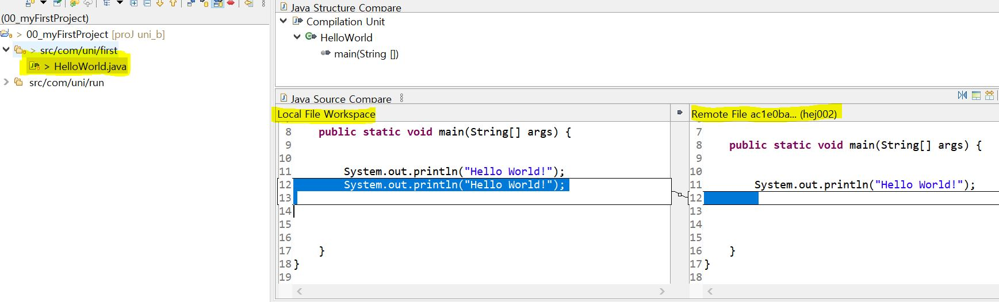 (00_myFirstProject)
> 00_myFirstProject [proJ uni_b]
> src/com/uni/first
> HelloWorld.java
src/com/uni/run
Java Structure Compare
Compilation Unit
HelloWorld
main(String [])
Java Source Compare
Local File Workspace
8 public static void main(String[] args) {
9
10
11 System.out.println("Hello World!");
12 System.out.println("Hello World!");
13
14
15
16
17 }
18 }
19
Remote File ac1e0ba... (hej002)
7
8 public static void main(String[] args) {
9
10
11 System.out.println("Hello World!");
12
13
14
15
16 }
17 }
18